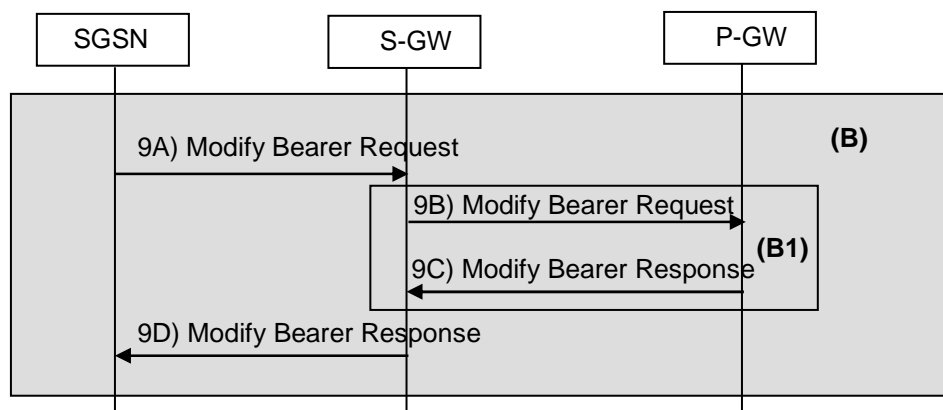 SGSN
S-GW
P-GW
(B)
9A) Modify Bearer Request
9B) Modify Bearer Request
(B1)
9C) Modify Bearer Response
9D) Modify Bearer Response